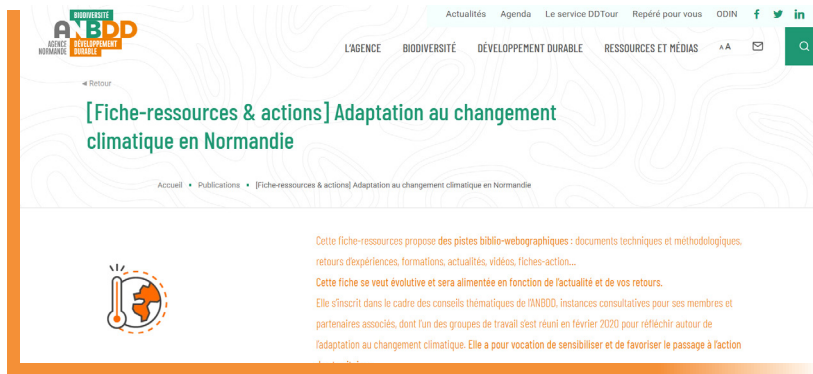 Actualités Agenda Le service DDTour Repéré pour vous ODIN
BIODIVERSITÉ
ANBDD
AGENCE NORMANDE
DÉVELOPPEMENT
DURABLE
L'AGENCE BIODIVERSITÉ DÉVELOPPEMENT DURABLE RESSOURCES ET MÉDIAS A A
◄ Retour
[Fiche-ressources & actions] Adaptation au changement
climatique en Normandie
Accueil • Publications • [Fiche-ressources & actions] Adaptation au changement climatique en Normandie
Cette fiche-ressources propose des pistes biblio-webographiques : documents techniques et méthodologiques,
retours d'expériences, formations, actualités, vidéos, fiches-action...
Cette fiche se veut évolutive et sera alimentée en fonction de l'actualité et de vos retours.
Elle s'inscrit dans le cadre des conseils thématiques de l'ANBDD, instances consultatives pour ses membres et
partenaires associés, dont l'un des groupes de travail s'est réuni en février 2020 pour réfléchir autour de
l'adaptation au changement climatique. Elle a pour vocation de sensibiliser et de favoriser le passage à l'action